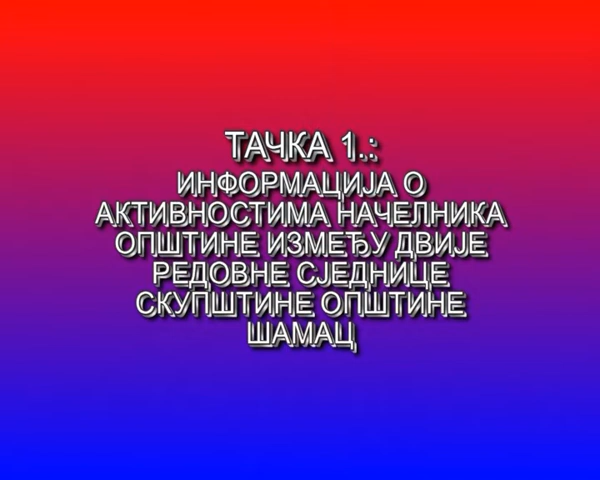 ТАЧКА 1.:
ИНФОРМАЦИЈА О
АКТИВНОСТИМА НАЧЕЛНИКА
ОПШТИНЕ ИЗМЕЂУ ДВИЈЕ
РЕДОВНЕ СЈЕДНИЦЕ
СКУПШТИНЕ ОПШТИНЕ
ШАМАЦ